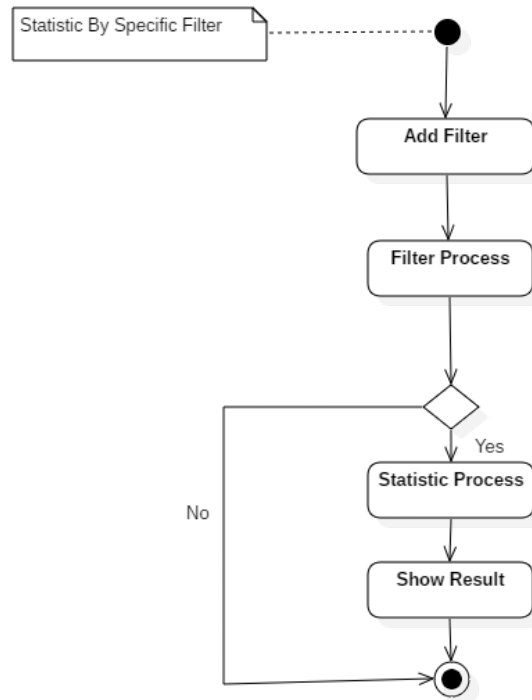 Statistic By Specific Filter
Add Filter
Filter Process
Yes
Statistic Process
No
Show Result